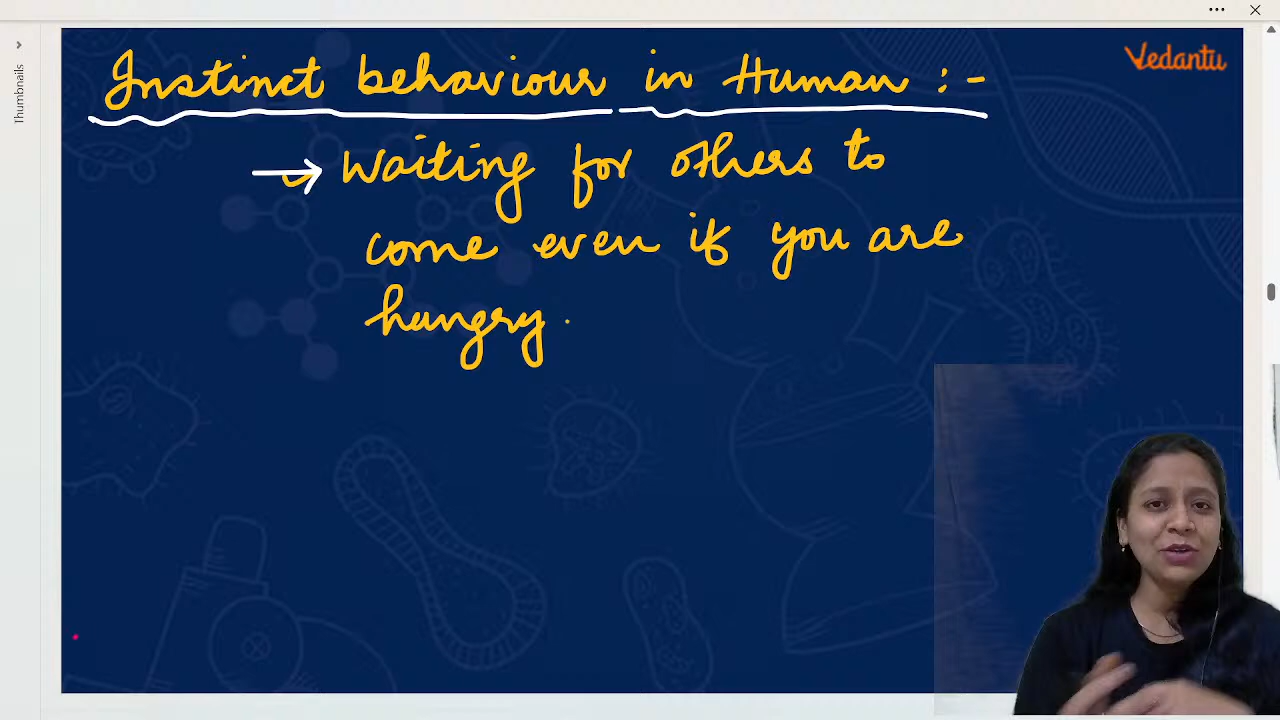 Instinct behaviour in Human :-
Vedantu
→ Waiting for others to
come even if you are
hungry.
Thumbnails